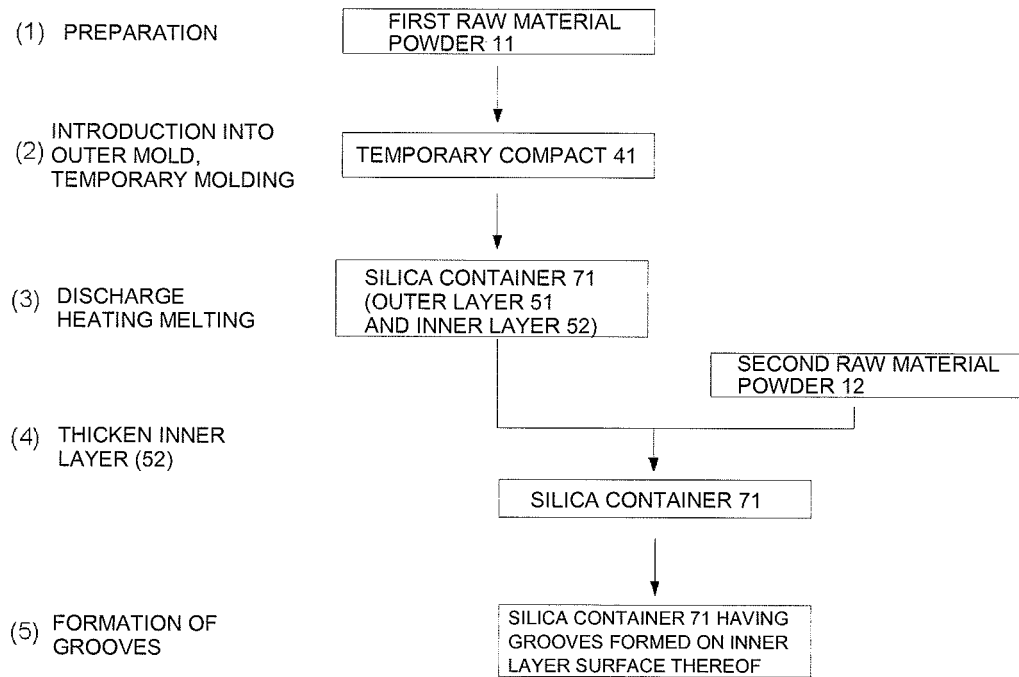 (1) PREPARATION
FIRST RAW MATERIAL
POWDER 11
(2) INTRODUCTION INTO
OUTER MOLD,
TEMPORARY MOLDING
TEMPORARY COMPACT 41
(3) DISCHARGE
HEATING MELTING
SILICA CONTAINER 71
(OUTER LAYER 51
AND INNER LAYER 52)
SECOND RAW MATERIAL
POWDER 12
(4) THICKEN INNER
LAYER (52)
SILICA CONTAINER 71
(5) FORMATION OF
GROOVES
SILICA CONTAINER 71 HAVING
GROOVES FORMED ON INNER
LAYER SURFACE THEREOF